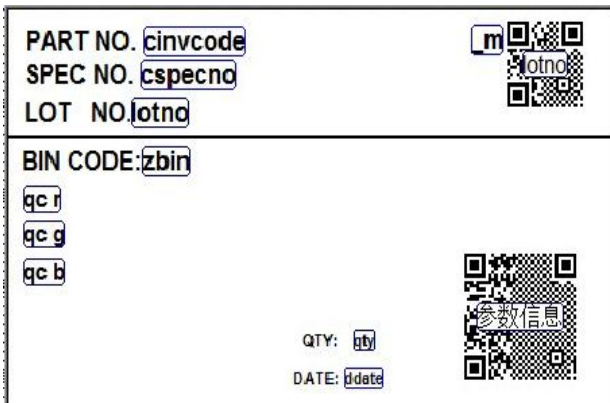 PART NO. cinvcode
_m
SPEC NO. cspecno
lotno
LOT NO.lotno
BIN CODE:zbin
qc r
qc g
qc b
参数信息
QTY: qty
DATE: ddate